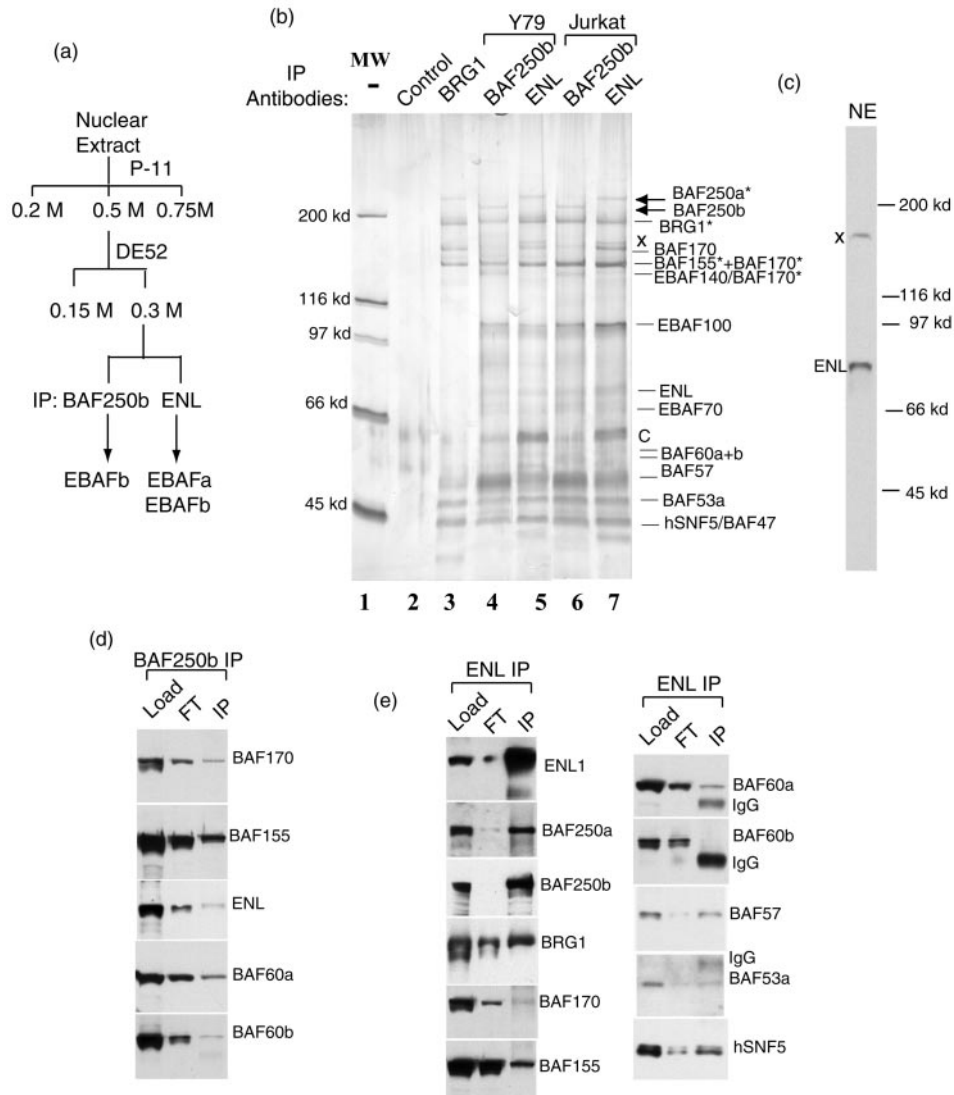 (a)
Nuclear
Extract
P-11
0.2 M 0.5 M 0.75M
DE52
0.15 M 0.3 M
IP: BAF250b ENL
EBAFb EBAFa
EBAFb
(b)
Y79 Jurkat
MW
-
Control
BRG1
BAF250b
ENL
BAF250b
ENL
IP
Antibodies:
200 kd
116 kd
97 kd
66 kd
45 kd
BAF250a*
BAF250b
BRG1*
X
BAF170
BAF155*+BAF170*
EBAF140/BAF170*
EBAF100
ENL
EBAF70
C
BAF60a+b
BAF57
BAF53a
hSNF5/BAF47
1 2 3 4 5 6 7
(c)
NE
200 kd
X
116 kd
97 kd
ENL
66 kd
45 kd
(d)
BAF250b IP
Load FT IP
BAF170
BAF155
ENL
BAF60a
BAF60b
(e)
ENL IP
Load FT IP
ENL1
BAF250a
BAF250b
BRG1
BAF170
BAF155
ENL IP
Load FT IP
BAF60a
IgG
BAF60b
IgG
BAF57
IgG
BAF53a
hSNF5